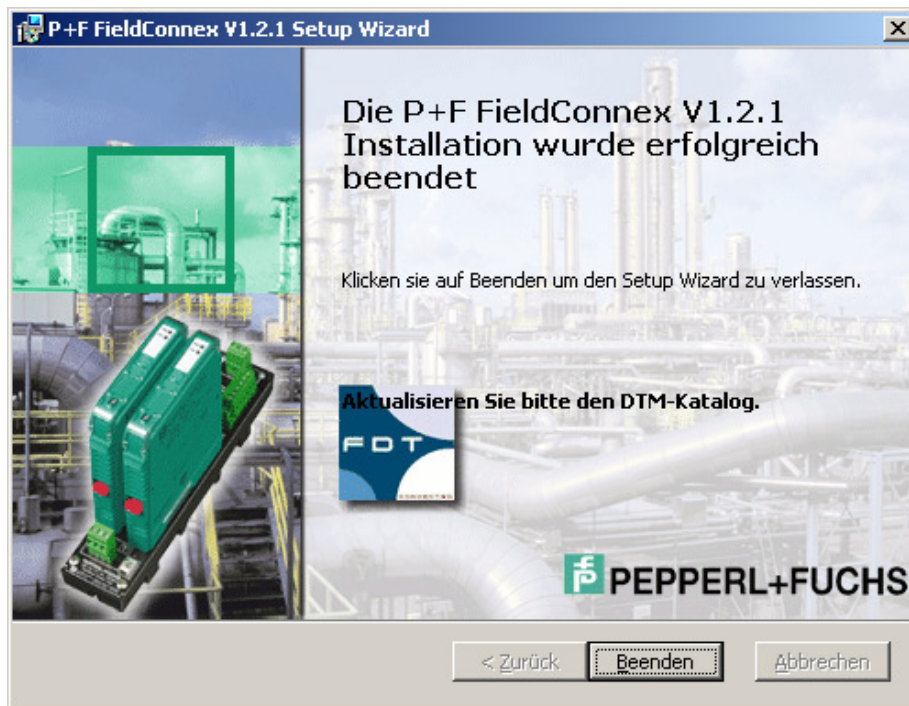 P+F FieldConnex V1.2.1 Setup Wizard
Die P+F FieldConnex V1.2.1
Installation wurde erfolgreich
beendet
Klicken sie auf Beenden um den Setup Wizard zu verlassen.
Aktualisieren Sie bitte den DTM-Katalog.
FDT
PEPPERL+FUCHS
< Zurück
Beenden
Abbrechen